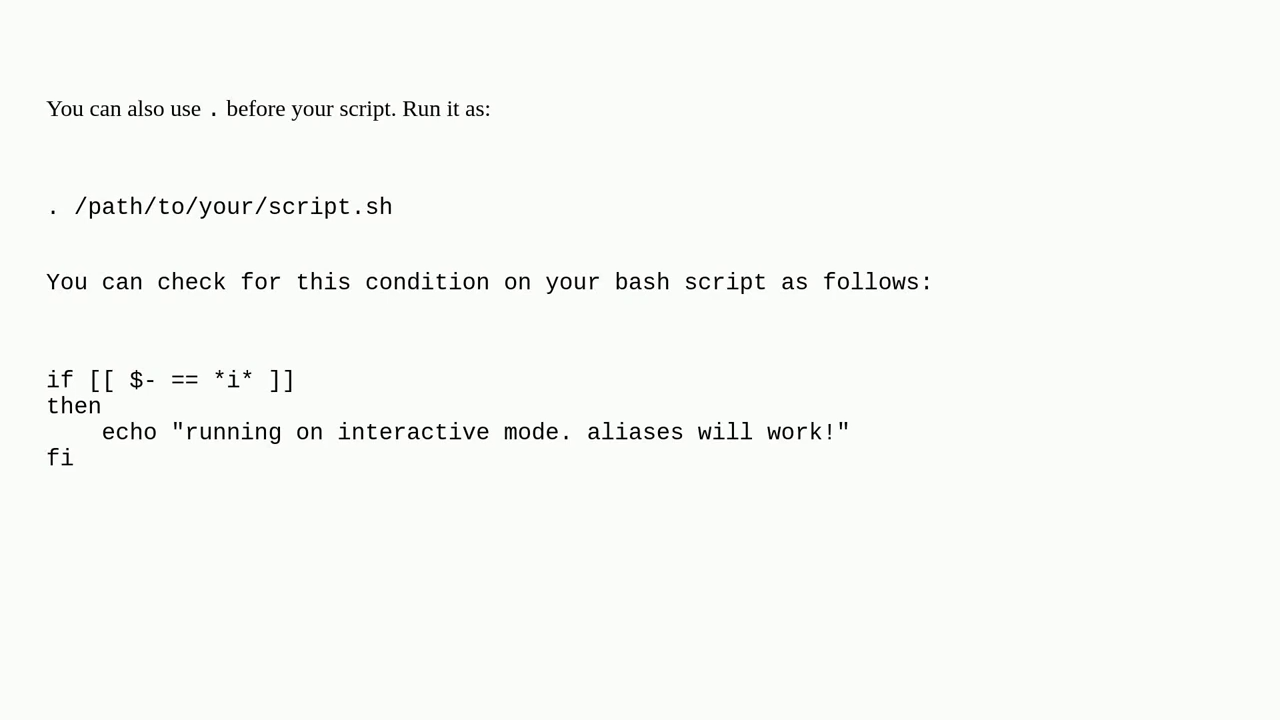 You can also use . before your script. Run it as:
. /path/to/your/script.sh
You can check for this condition on your bash script as follows:
if [[ $- == *i* ]]
then
    echo "running on interactive mode. aliases will work!"
fi